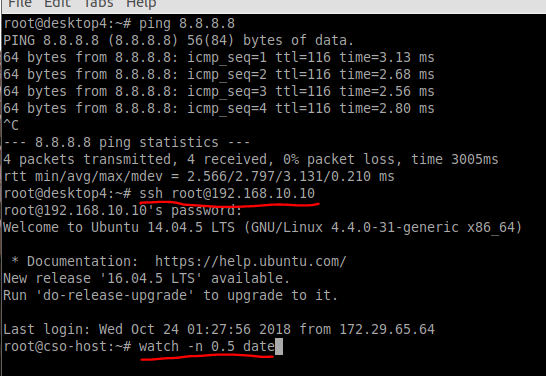 File Edit Tabs Help
root@desktop4:~# ping 8.8.8.8
PING 8.8.8.8 (8.8.8.8) 56(84) bytes of data.
64 bytes from 8.8.8.8: icmp_seq=1 ttl=116 time=3.13 ms
64 bytes from 8.8.8.8: icmp_seq=2 ttl=116 time=2.68 ms
64 bytes from 8.8.8.8: icmp_seq=3 ttl=116 time=2.56 ms
64 bytes from 8.8.8.8: icmp_seq=4 ttl=116 time=2.80 ms
^C
--- 8.8.8.8 ping statistics ---
4 packets transmitted, 4 received, 0% packet loss, time 3005ms
rtt min/avg/max/mdev = 2.566/2.797/3.131/0.210 ms
root@desktop4:~# ssh root@192.168.10.10
root@192.168.10.10's password:
Welcome to Ubuntu 14.04.5 LTS (GNU/Linux 4.4.0-31-generic x86_64)
* Documentation: https://help.ubuntu.com/
New release '16.04.5 LTS' available.
Run 'do-release-upgrade' to upgrade to it.
Last login: Wed Oct 24 01:27:56 2018 from 172.29.65.64
root@cso-host:~# watch -n 0.5 date